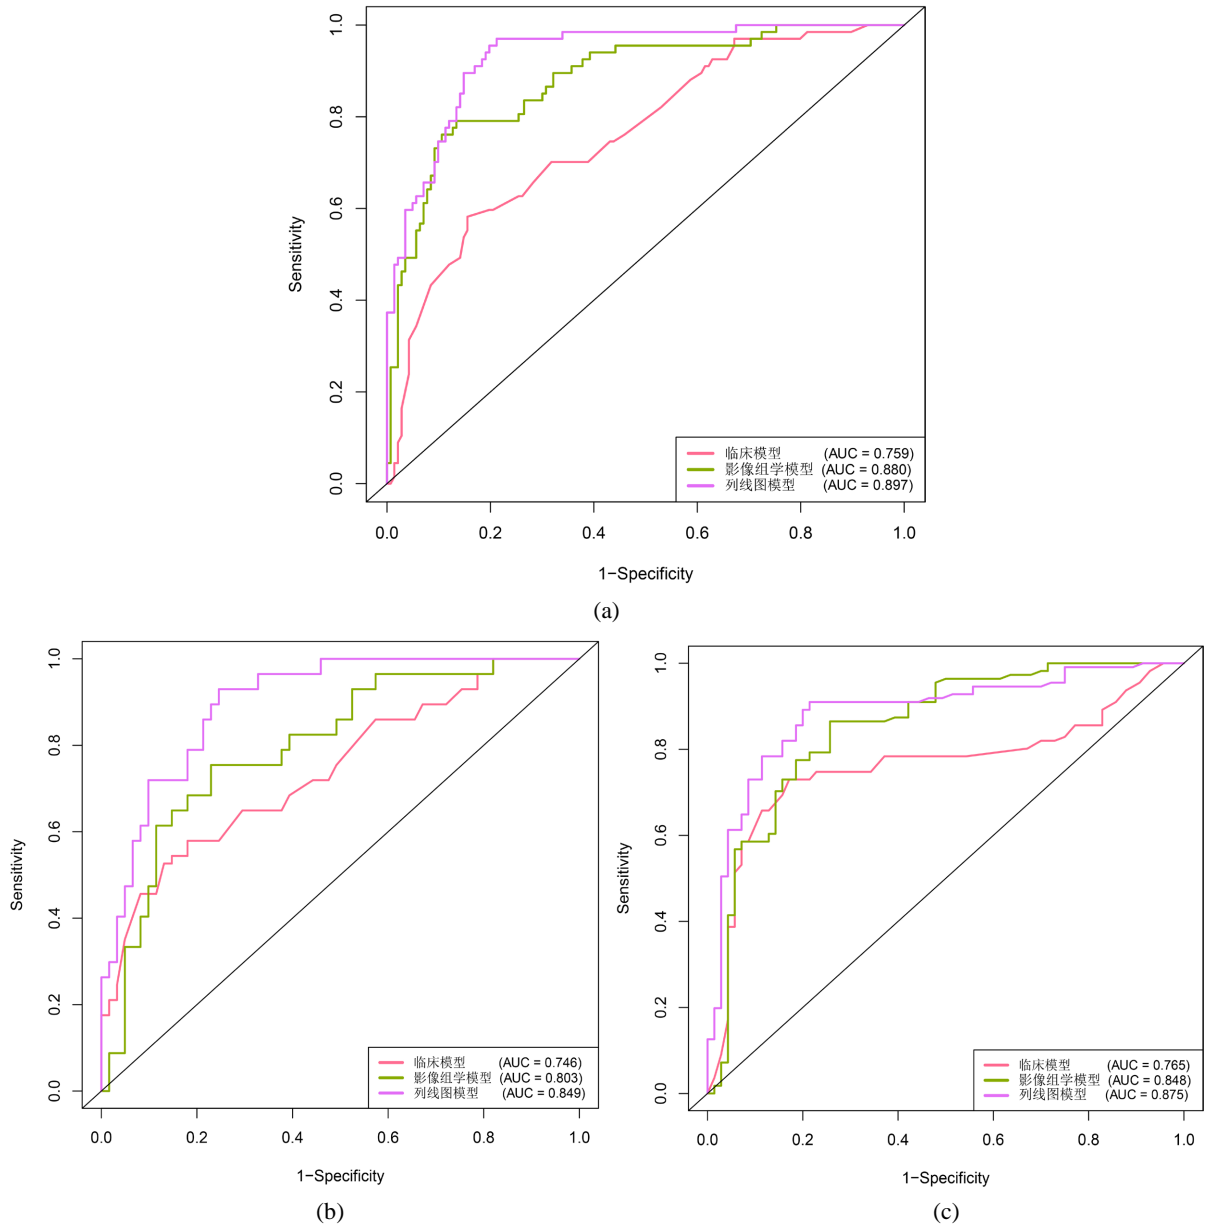 1.0
0.8
0.6
0.4
0.2
0.0
Sensitivity
临床模型 (AUC = 0.759)
影像组学模型 (AUC = 0.880)
列线图模型 (AUC = 0.897)
0.0 0.2 0.4 0.6 0.8 1.0
1−Specificity
(a)
1.0
0.8
0.6
0.4
0.2
0.0
Sensitivity
临床模型 (AUC = 0.746)
影像组学模型 (AUC = 0.803)
列线图模型 (AUC = 0.849)
0.0 0.2 0.4 0.6 0.8 1.0
1−Specificity
(b)
1.0
0.8
0.6
0.4
0.2
0.0
Sensitivity
临床模型 (AUC = 0.765)
影像组学模型 (AUC = 0.848)
列线图模型 (AUC = 0.875)
0.0 0.2 0.4 0.6 0.8 1.0
1−Specificity
(c)